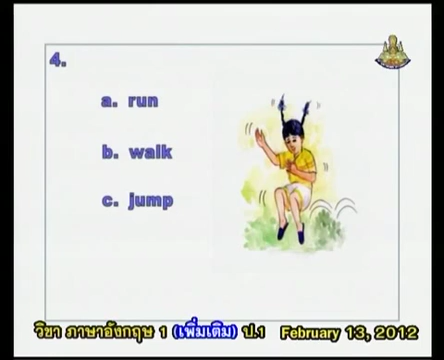 4.
a. run
b. walk
c. jump
วิชา ภาษาอังกฤษ 1 (เพิ่มเติม) ป.1 February 13, 2012